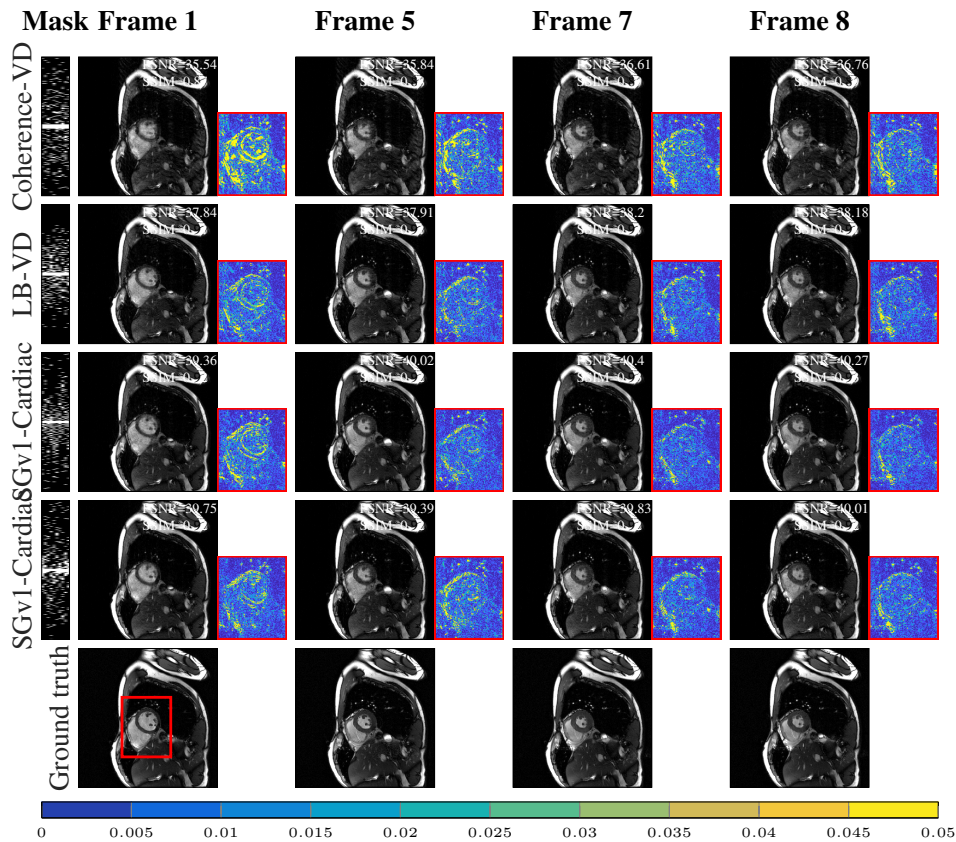 Mask Frame 1 Frame 5 Frame 7 Frame 8
Coherence-VD
PSNR=35.54 PSNR=35.84 PSNR=36.61 PSNR=36.76
LB-VD
PSNR=37.84 PSNR=37.91 PSNR=38.2 PSNR=38.18
SGv1-Cardiac
PSNR=39.36 PSNR=40.02 PSNR=40.4 PSNR=40.27
SGv1-Cardiac
PSNR=39.75 PSNR=39.39 PSNR=39.83 PSNR=40.01
Ground truth
0 0.005 0.01 0.015 0.02 0.025 0.03 0.035 0.04 0.045 0.05